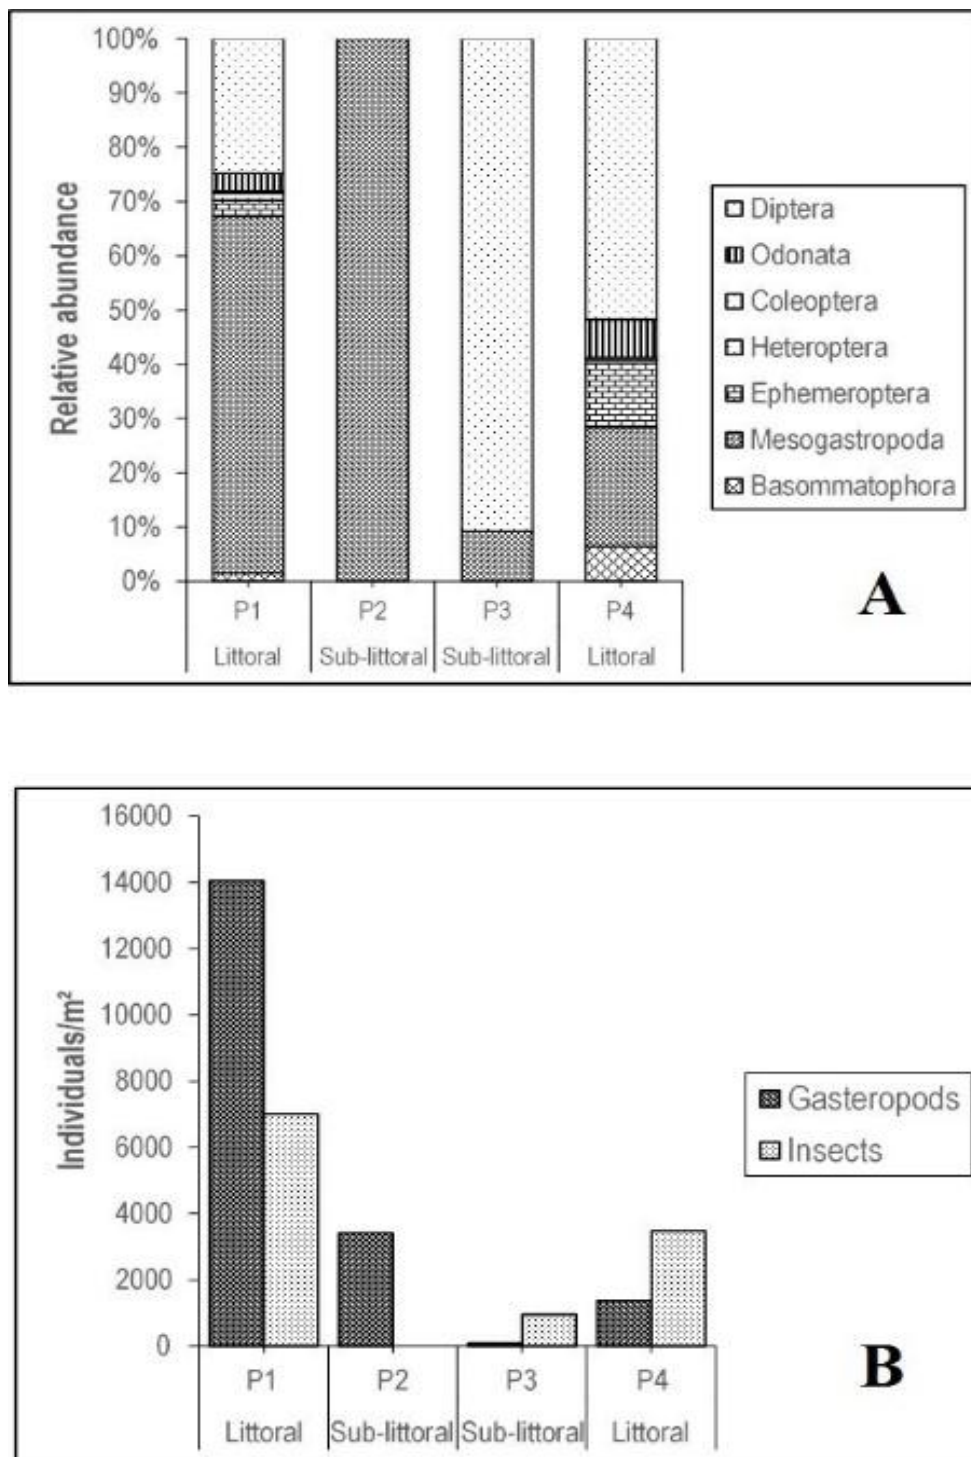 100%
90%
80%
70%
60%
50%
40%
30%
20%
10%
0%
Relative abundance
P1 P2 P3 P4
Littoral Sub-littoral Sub-littoral Littoral
Diptera
Odonata
Coleoptera
Heteroptera
Ephemeroptera
Mesogastropoda
Basommatophora
A
16000
14000
12000
10000
8000
6000
4000
2000
0
Individuals/m²
P1 P2 P3 P4
Littoral Sub-littoral Sub-littoral Littoral
Gasteropods
Insects
B